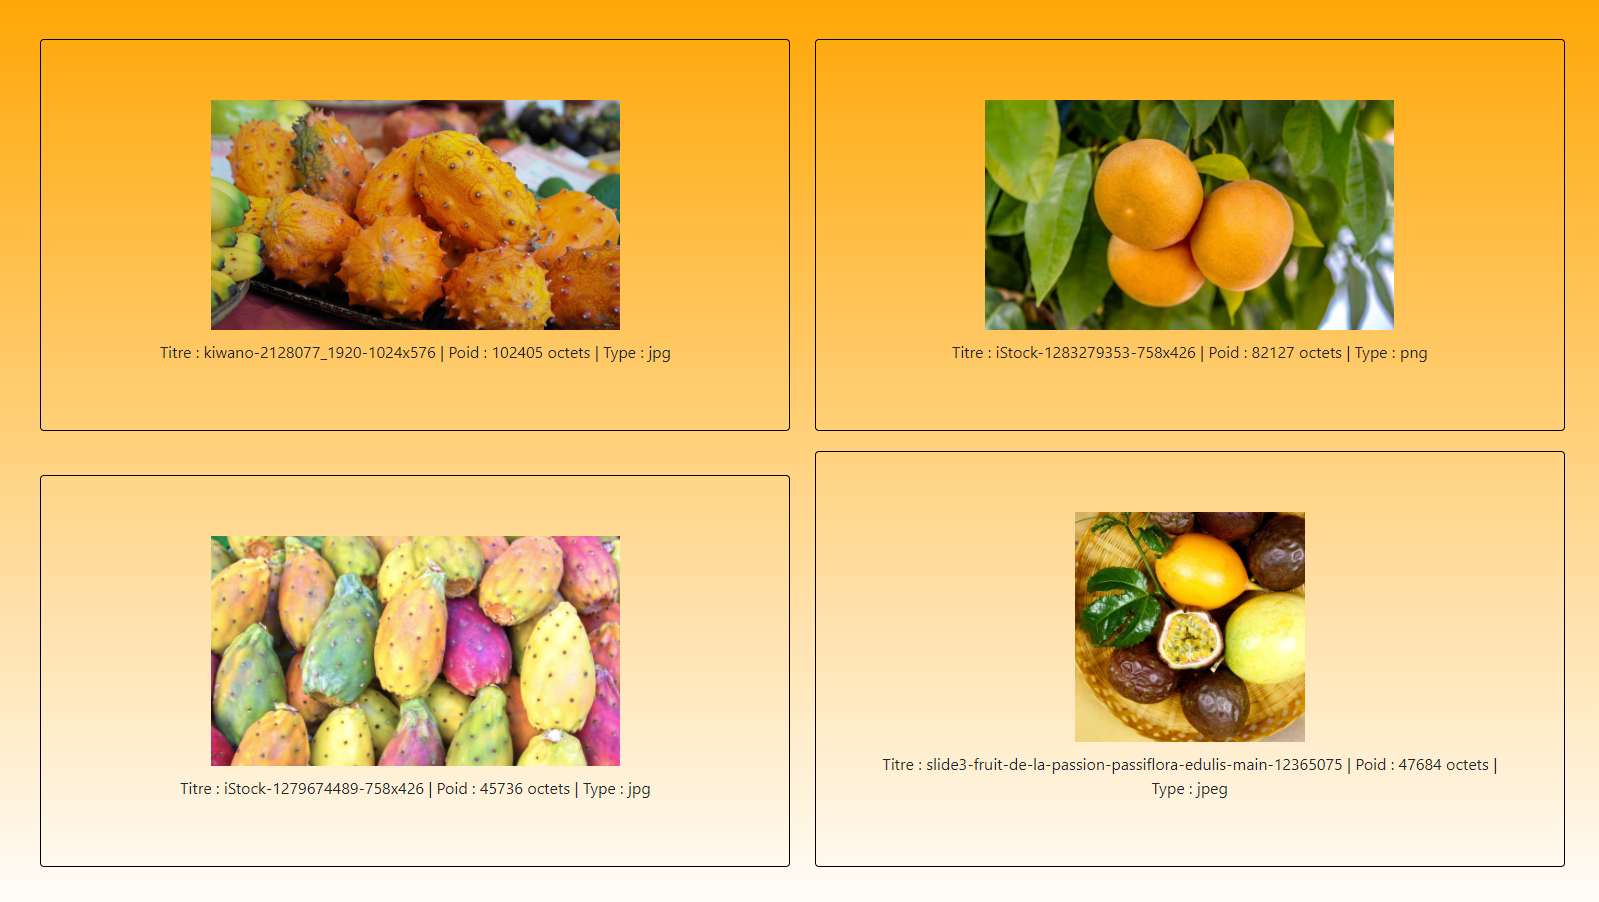 Titre : kiwano-2128077_1920-1024x576 | Poid : 102405 octets | Type : jpg
Titre : iStock-1283279353-758x426 | Poid : 82127 octets | Type : png
Titre : iStock-1279674489-758x426 | Poid : 45736 octets | Type : jpg
Titre : slide3-fruit-de-la-passion-passiflora-edulis-main-12365075 | Poid : 47684 octets |
Type : jpeg